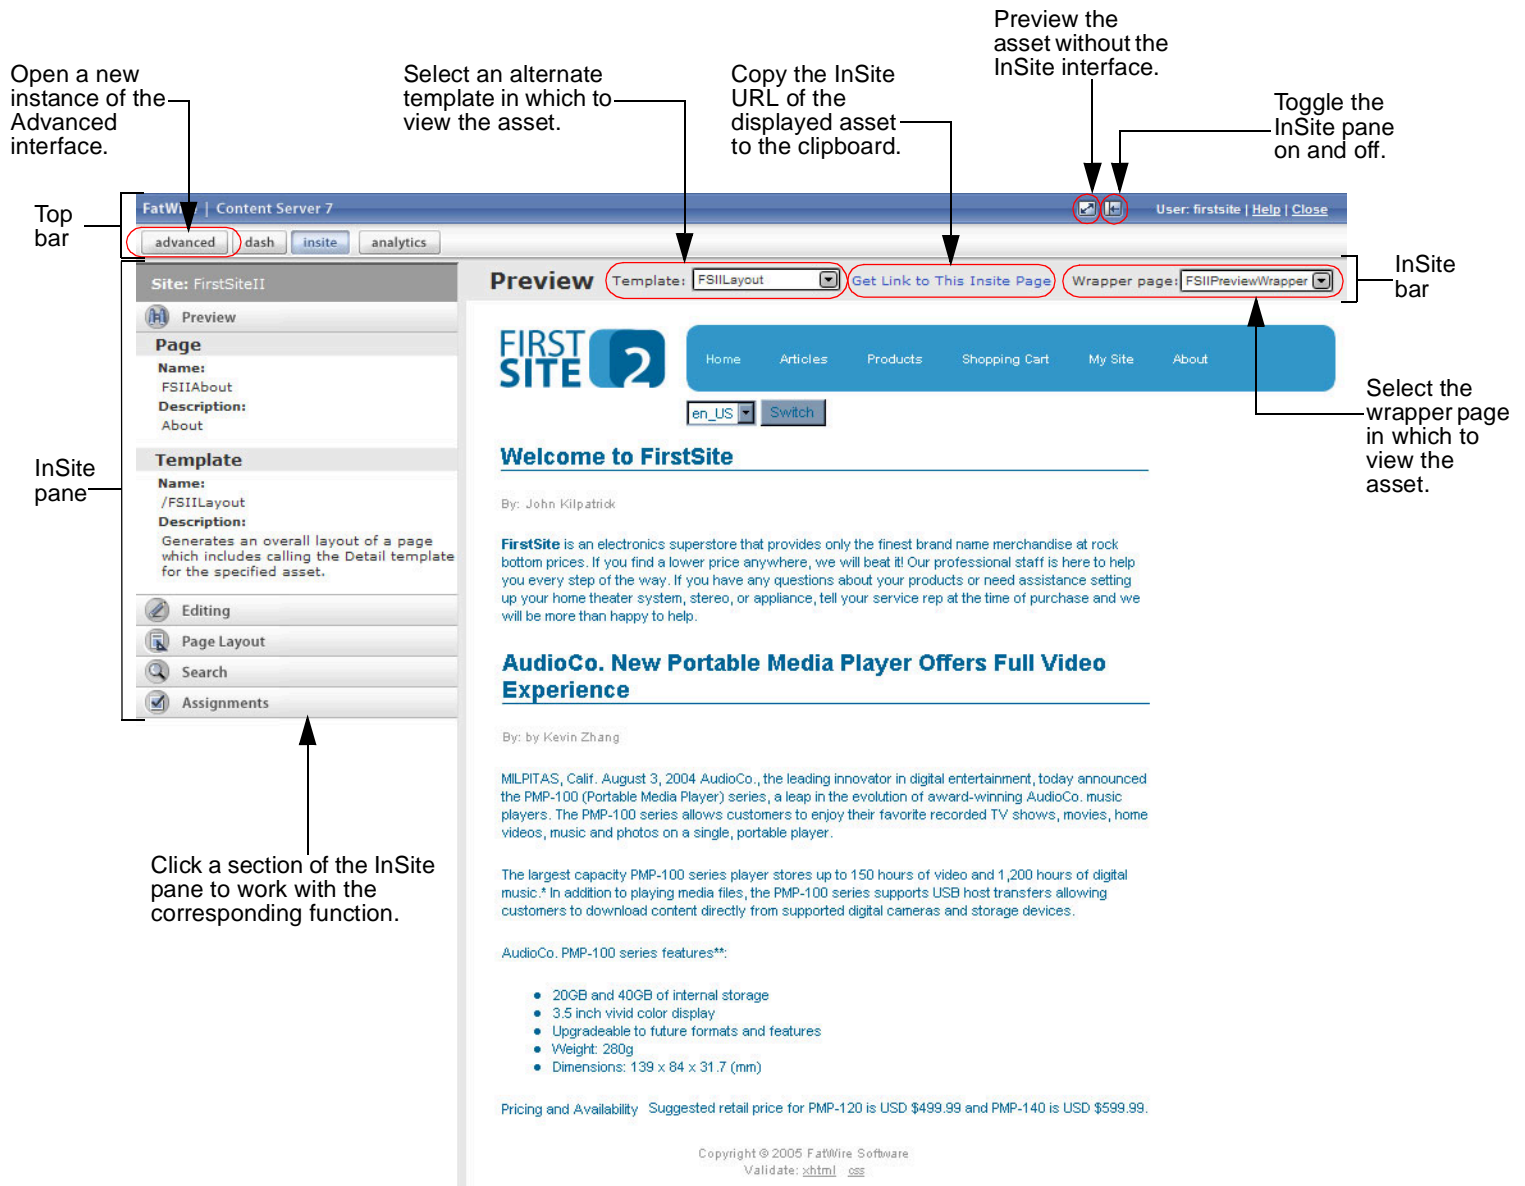 Preview the
asset without the
InSite interface.
Open a new
instance of the
Advanced
interface.
Select an alternate
template in which to
view the asset.
Copy the InSite
URL of the
displayed asset
to the clipboard.
Toggle the
InSite pane
on and off.
Top
bar
FatWire | Content Server 7
User: firstsite | Help | Close
advanced dash insite analytics
InSite
bar
Site: FirstSiteII
Preview Template: FSIILayout Get Link to This Insite Page Wrapper page: FSIIPreviewWrapper
Preview
Page
Name:
FSIIAbout
Description:
About
Template
Name:
/FSIILayout
Description:
Generates an overall layout of a page
which includes calling the Detail template
for the specified asset.
Editing
Page Layout
Search
Assignments
InSite
pane
Click a section of the InSite
pane to work with the
corresponding function.
FIRST
SITE 2
Home Articles Products Shopping Cart My Site About
en_US Switch
Select the
wrapper page
in which to
view the
asset.
Welcome to FirstSite
By: John Kilpatrick
FirstSite is an electronics superstore that provides only the finest brand name merchandise at rock
bottom prices. If you find a lower price anywhere, we will beat it! Our professional staff is here to help
you every step of the way. If you have any questions about your products or need assistance setting
up your home theater system, stereo, or appliance, tell your service rep at the time of purchase and we
will be more than happy to help.
AudioCo. New Portable Media Player Offers Full Video
Experience
By: by Kevin Zhang
MILPITAS, Calif. August 3, 2004 AudioCo., the leading innovator in digital entertainment, today announced
the PMP-100 (Portable Media Player) series, a leap in the evolution of award-winning AudioCo. music
players. The PMP-100 series allows customers to enjoy their favorite recorded TV shows, movies, home
videos, music and photos on a single, portable player.
The largest capacity PMP-100 series player stores up to 150 hours of video and 1,200 hours of digital
music.* In addition to playing media files, the PMP-100 series supports USB host transfers allowing
customers to download content directly from supported digital cameras and storage devices.
AudioCo. PMP-100 series features**:
• 20GB and 40GB of internal storage
• 3.5 inch vivid color display
• Upgradeable to future formats and features
• Weight: 280g
• Dimensions: 139 x 84 x 31.7 (mm)
Pricing and Availability Suggested retail price for PMP-120 is USD $499.99 and PMP-140 is USD $599.99.
Copyright © 2005 FatWire Software
Validate: xhtml css